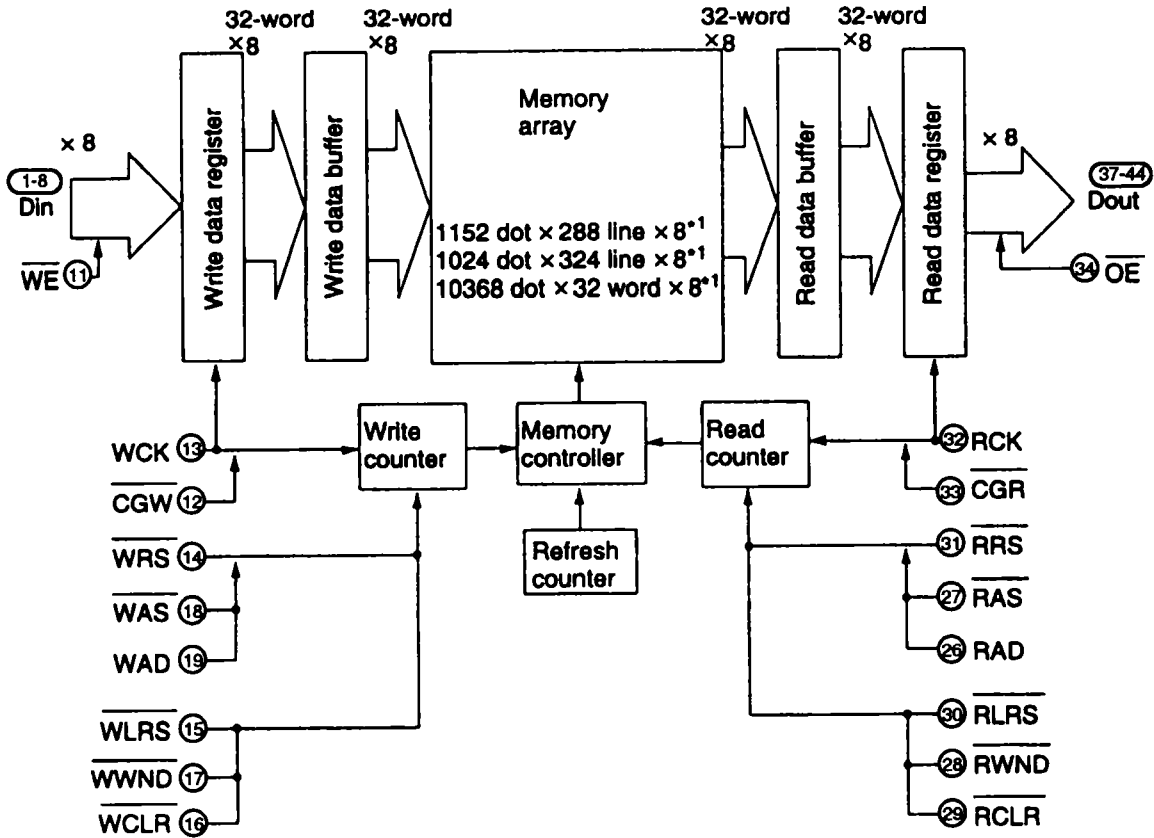 32-word
×8
32-word
×8
32-word
×8
32-word
×8
× 8
1-8
Din
WE 11
Write data register
Write data buffer
Memory
array
1152 dot × 288 line × 8*1
1024 dot × 324 line × 8*1
10368 dot × 32 word × 8*1
Read data buffer
Read data register
× 8
37-44
Dout
34 OE
WCK 13
CGW 12
WRS 14
WAS 18
WAD 19
WLRS 15
WWND 17
WCLR 16
Write
counter
Memory
controller
Read
counter
Refresh
counter
32 RCK
33 CGR
31 RRS
27 RAS
26 RAD
30 RLRS
28 RWND
29 RCLR